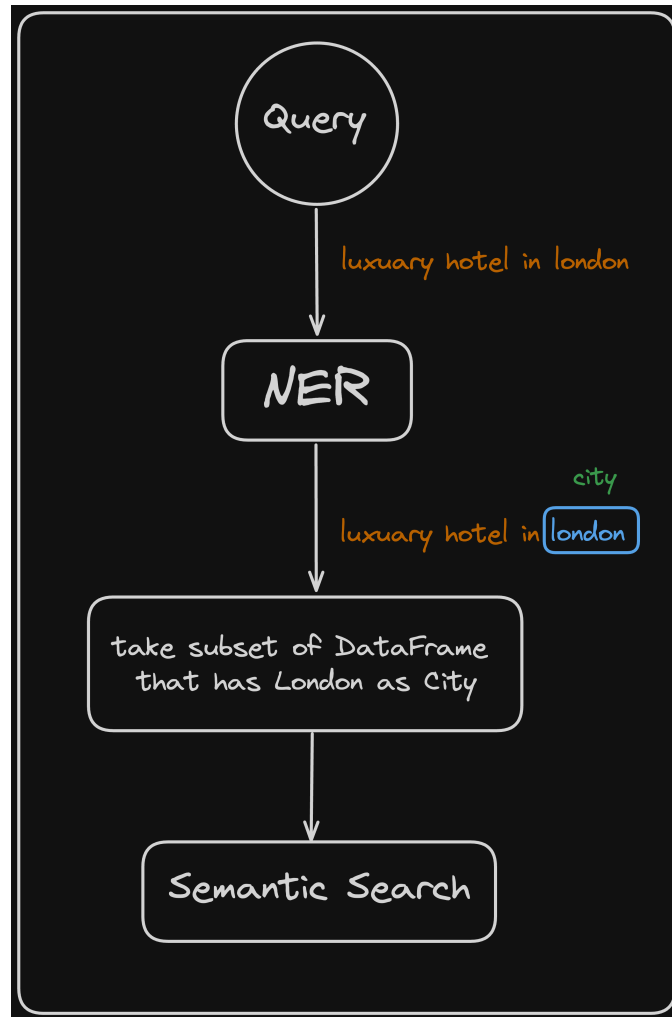 Query
luxuary hotel in london
NER
city
luxuary hotel in london
take subset of DataFrame
that has London as City
Semantic Search